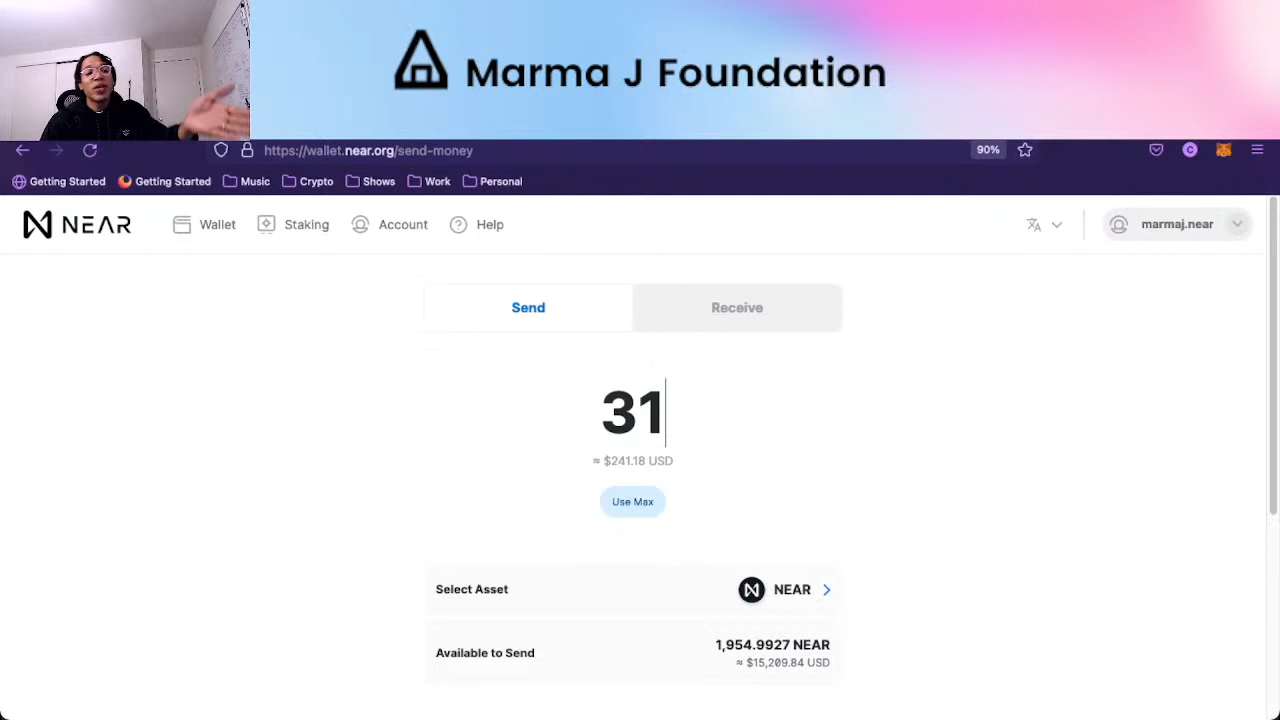 Marma J Foundation
https://wallet.near.org/send-money
90%
Getting Started
Getting Started
Music
Crypto
Shows
Work
Personal
NEAR
Wallet
Staking
Account
Help
marmaj.near
Send
Receive
31
≈ $241.18 USD
Use Max
Select Asset
NEAR
Available to Send
1,954.9927 NEAR
≈ $15,209.84 USD